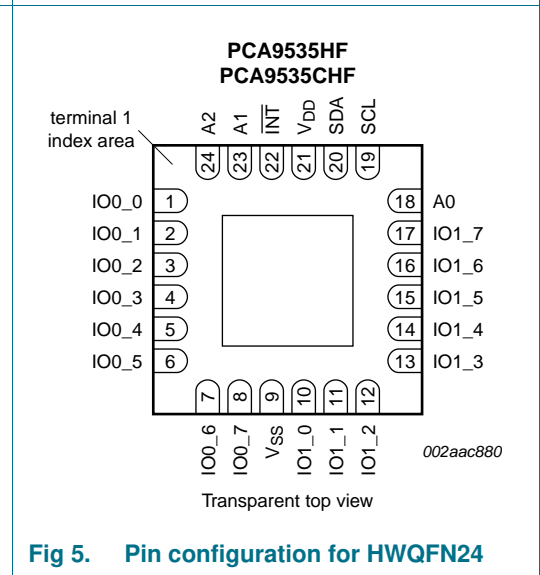 PCA9535HF
PCA9535CHF
terminal 1
index area
A2
A1
INT
VDD
SDA
SCL
24
23
22
21
20
19
IO0_0 1
IO0_1 2
IO0_2 3
IO0_3 4
IO0_4 5
IO0_5 6
18 A0
17 IO1_7
16 IO1_6
15 IO1_5
14 IO1_4
13 IO1_3
7
8
9
10
11
12
IO0_6
IO0_7
VSS
IO1_0
IO1_1
IO1_2
002aac880
Transparent top view
Fig 5. Pin configuration for HWQFN24